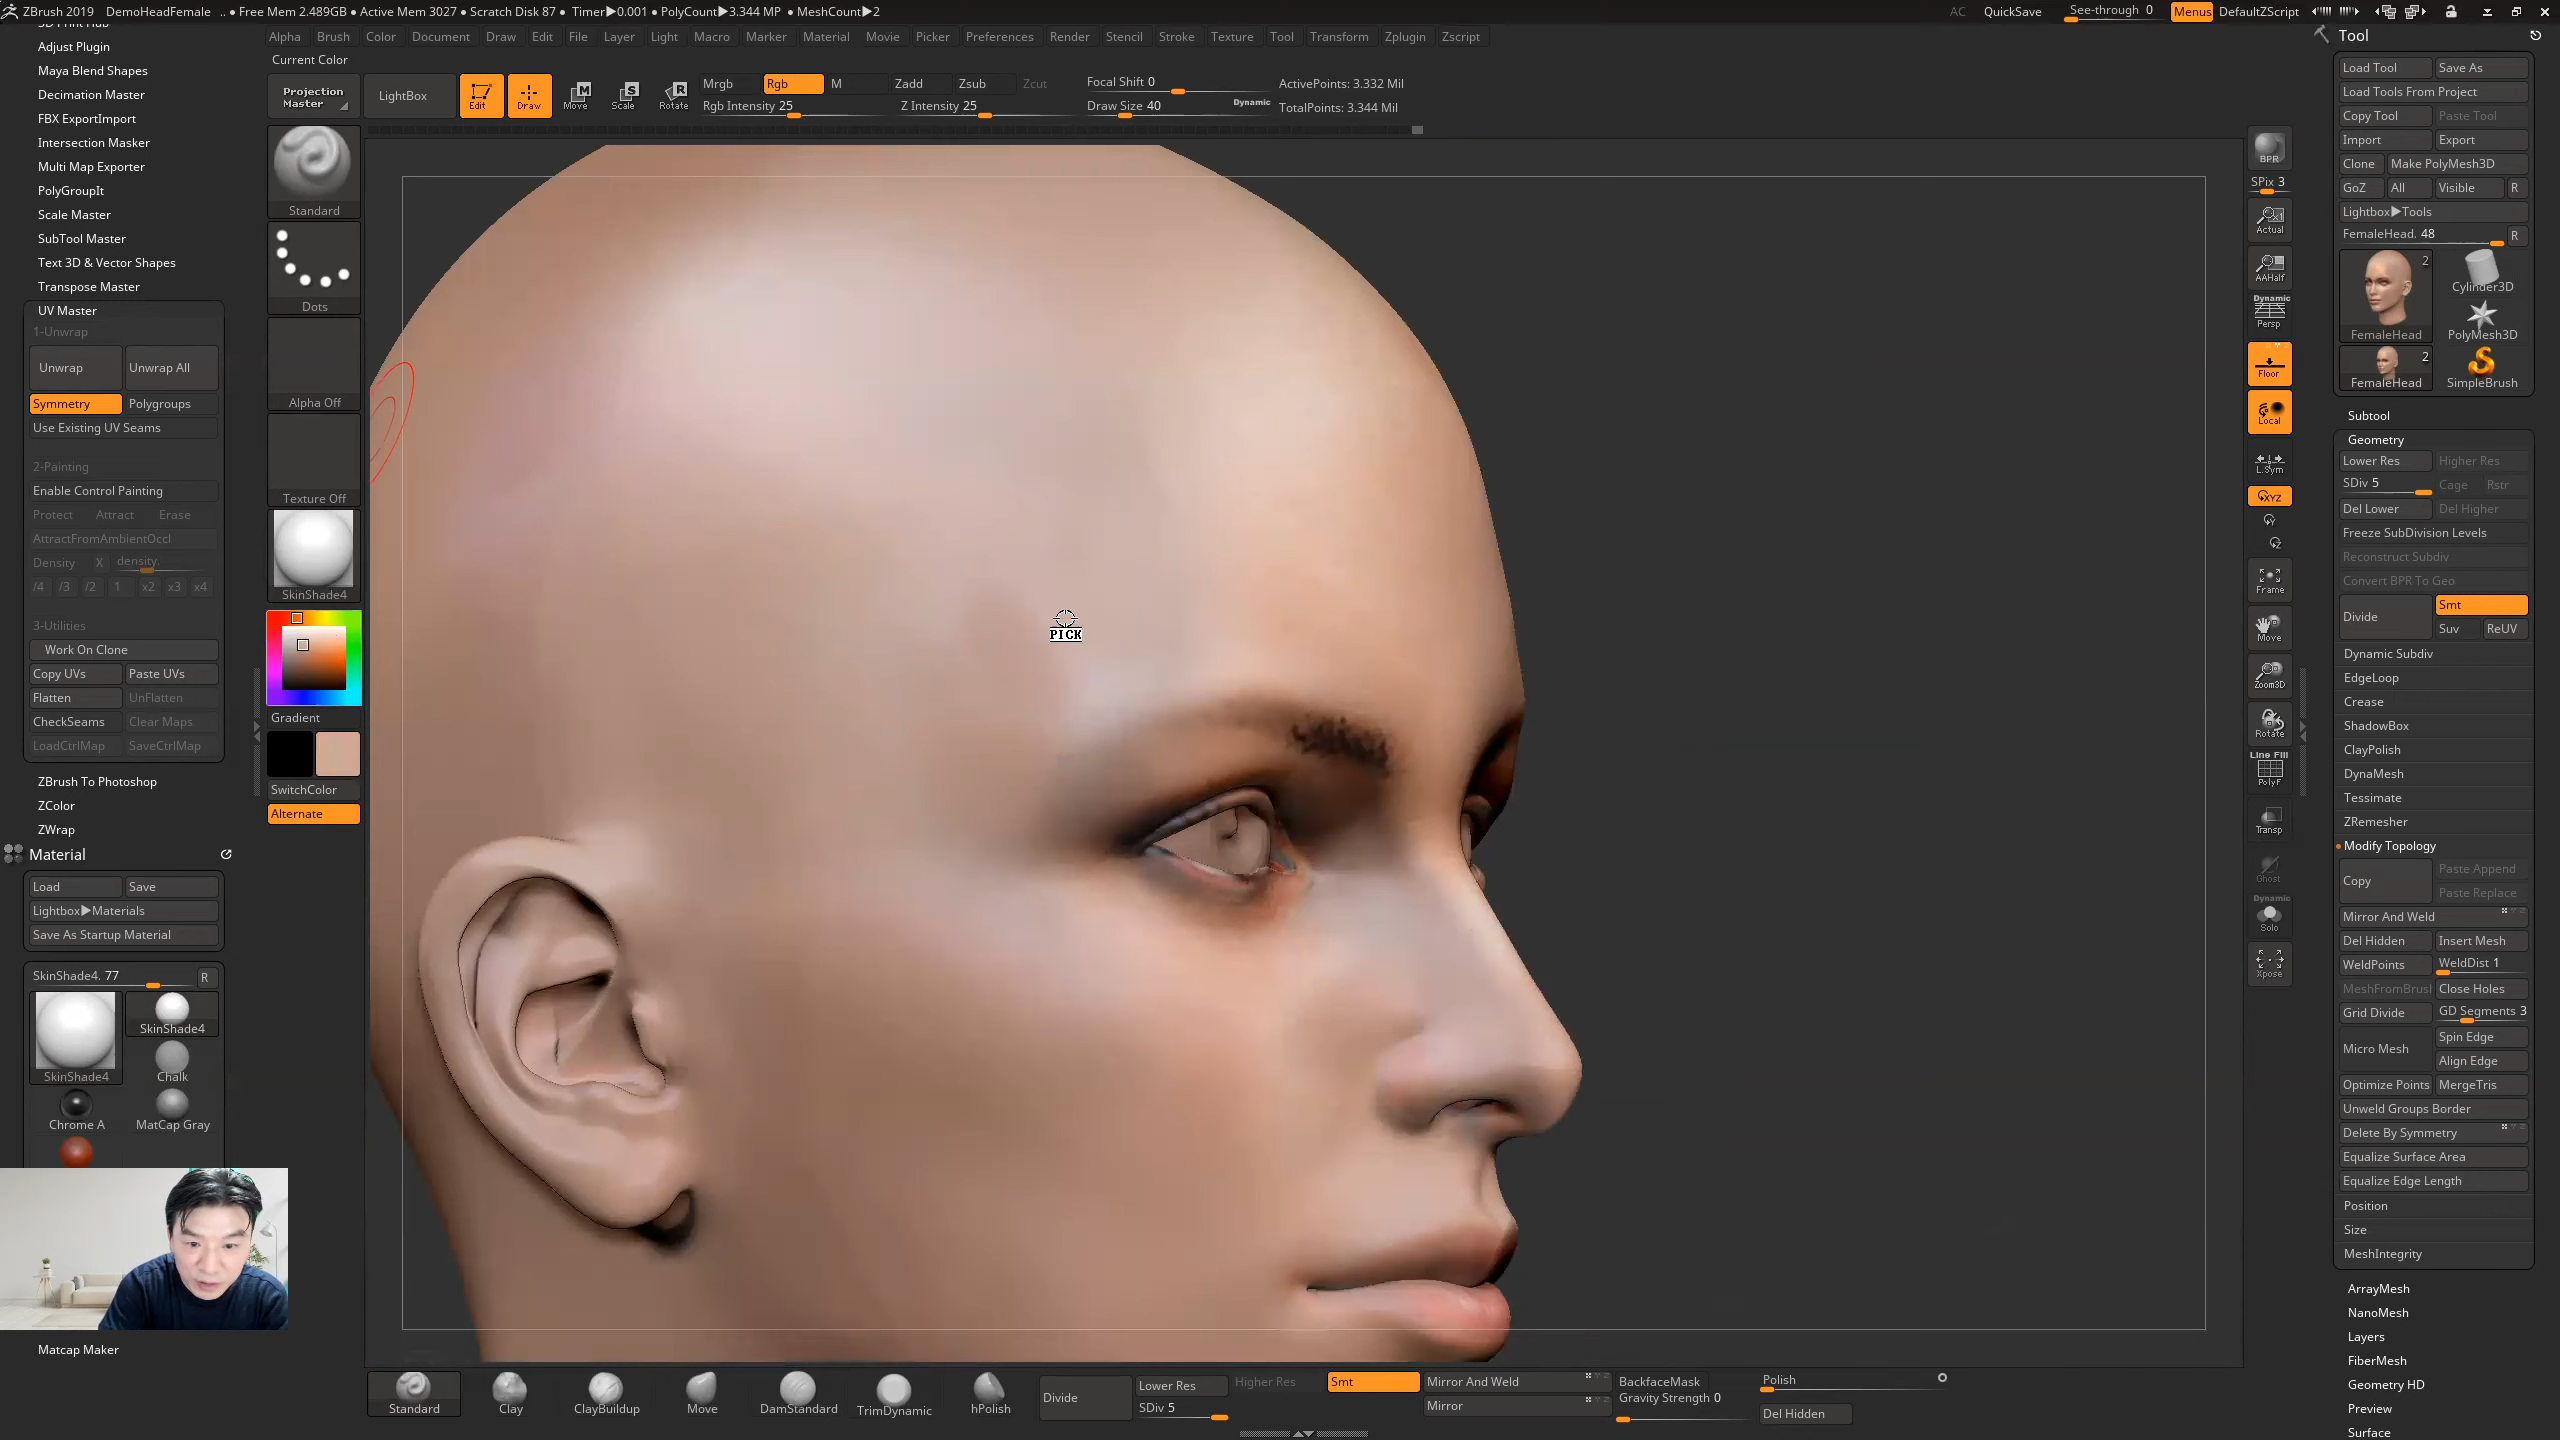 ZBrush 2019 DemoHeadFemale .. • Free Mem 2.489GB • Active Mem 3027 • Scratch Disk 87 • Timer▶0.001 • PolyCount▶3.344 MP • MeshCount▶2 AC QuickSave See-through 0 Menus DefaultZScript
Alpha Brush Color Document Draw Edit File Layer Light Macro Marker Material Movie Picker Preferences Render Stencil Stroke Texture Tool Transform Zplugin Zscript
Current Color
Projection Master
LightBox
Edit
Draw
Move
Scale
Rotate
Mrgb Rgb M Zadd Zsub Zcut
Rgb Intensity 25
Z Intensity 25
Focal Shift 0
Draw Size 40
Dynamic
ActivePoints: 3.332 Mil
TotalPoints: 3.344 Mil
Adjust Plugin
Maya Blend Shapes
Decimation Master
FBX ExportImport
Intersection Masker
Multi Map Exporter
PolyGroupIt
Scale Master
SubTool Master
Text 3D & Vector Shapes
Transpose Master
UV Master
1-Unwrap
Unwrap Unwrap All
Symmetry Polygroups
Use Existing UV Seams
2-Painting
Enable Control Painting
Protect Attract Erase
AttractFromAmbientOccl
Density X density
/4 /3 /2 1 x2 x3 x4
3-Utilities
Work On Clone
Copy UVs Paste UVs
Flatten UnFlatten
CheckSeams Clear Maps
LoadCtrlMap SaveCtrlMap
ZBrush To Photoshop
ZColor
ZWrap
Material
Load Save
Lightbox▶Materials
Save As Startup Material
SkinShade4. 77 R
SkinShade4
SkinShade4
Chalk
Chrome A
MatCap Gray
Matcap Maker
Standard
Dots
Alpha Off
Texture Off
SkinShade4
Gradient
SwitchColor
Alternate
PICK
BPR
SPix 3
Actual
AAHalf
Dynamic
Persp
Floor
Local
L.Sym
XYZ
Frame
Move
Zoom3D
Rotate
Line Fill
PolyF
Transp
Ghost
Dynamic
Solo
Xpose
Tool
Load Tool Save As
Load Tools From Project
Copy Tool Paste Tool
Import Export
Clone Make PolyMesh3D
GoZ All Visible R
Lightbox▶Tools
FemaleHead. 48 R
2
FemaleHead
Cylinder3D
PolyMesh3D
2
FemaleHead
SimpleBrush
Subtool
Geometry
Lower Res Higher Res
SDiv 5 Cage Rstr
Del Lower Del Higher
Freeze SubDivision Levels
Reconstruct Subdiv
Convert BPR To Geo
Divide Smt
Suv ReUV
Dynamic Subdiv
EdgeLoop
Crease
ShadowBox
ClayPolish
DynaMesh
Tessimate
ZRemesher
Modify Topology
Copy Paste Append
Paste Replace
Mirror And Weld
Del Hidden Insert Mesh
WeldPoints WeldDist 1
MeshFromBrush Close Holes
Grid Divide GD Segments 3
Micro Mesh Spin Edge
Align Edge
Optimize Points MergeTris
Unweld Groups Border
Delete By Symmetry
Equalize Surface Area
Equalize Edge Length
Position
Size
MeshIntegrity
ArrayMesh
NanoMesh
Layers
FiberMesh
Geometry HD
Preview
Surface
Standard Clay ClayBuildup Move DamStandard TrimDynamic hPolish
Divide
Lower Res Higher Res
SDiv 5
Smt
Mirror And Weld
Mirror
BackfaceMask
Gravity Strength 0
Polish
Del Hidden